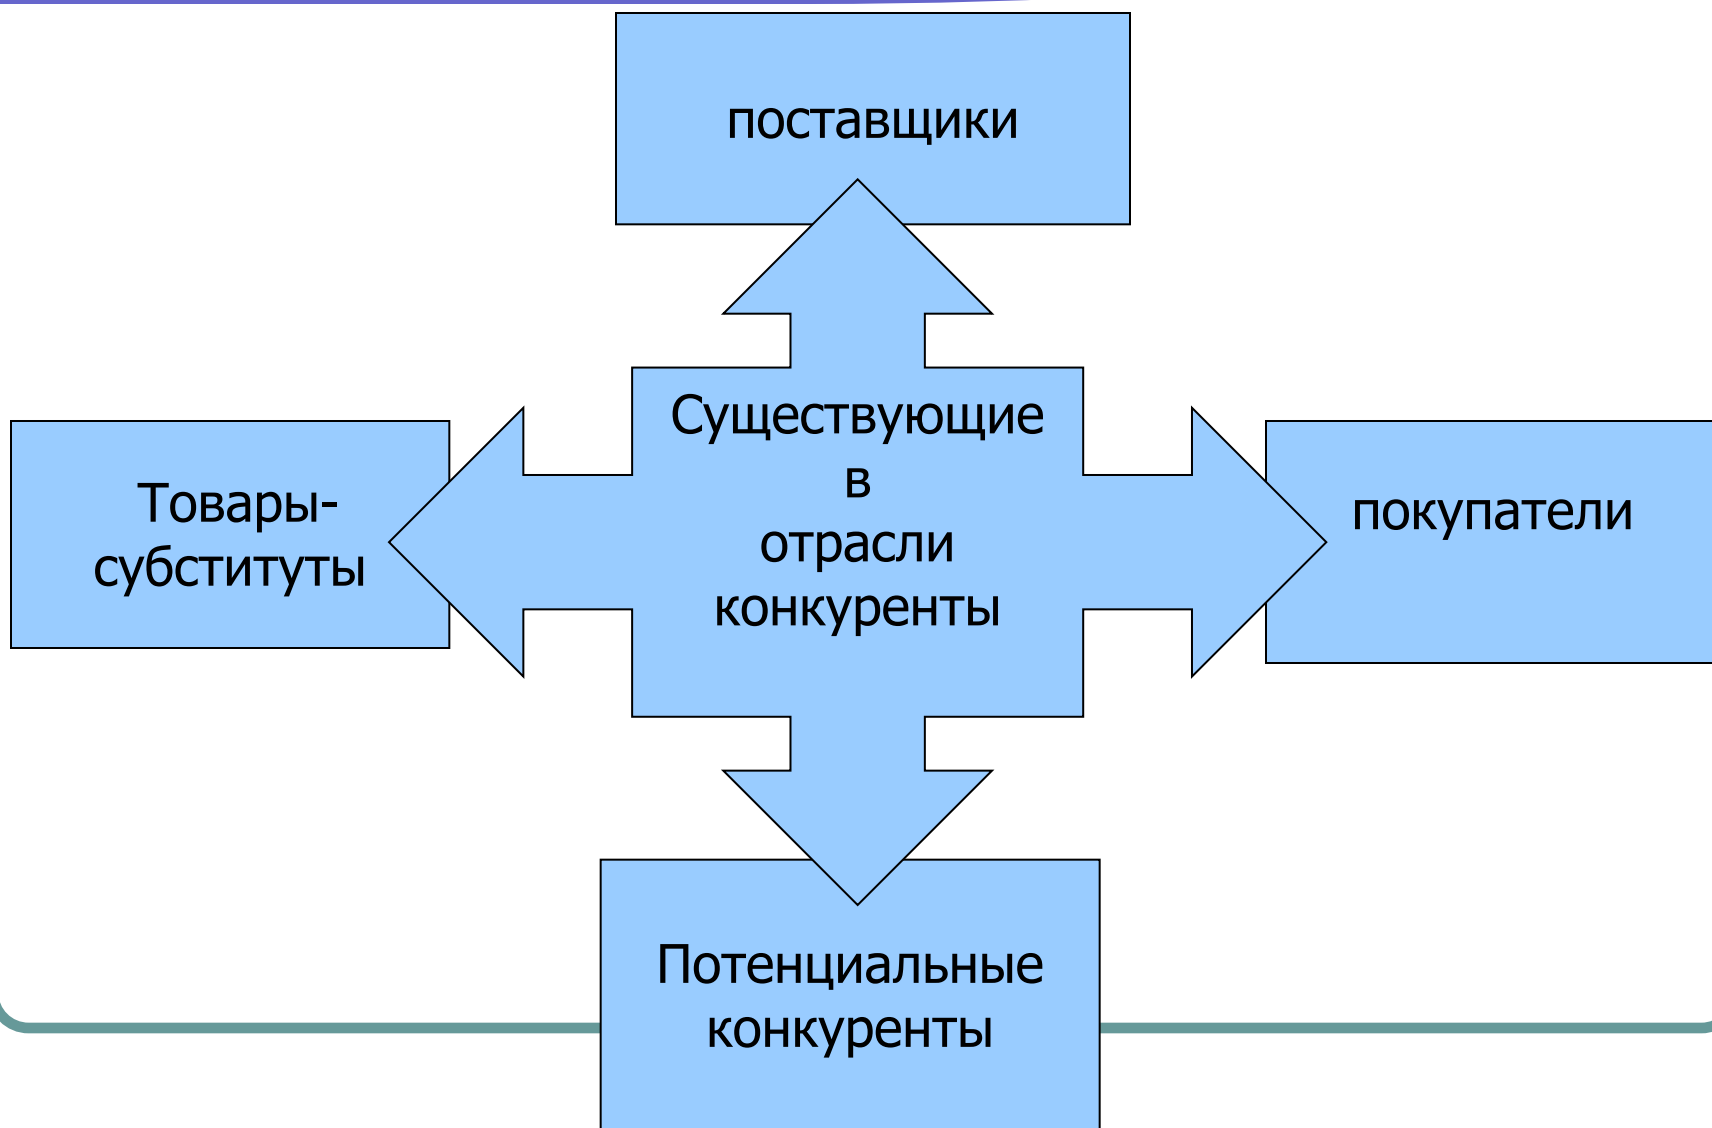 поставщики
Товары-
субституты
Существующие
в
отрасли
конкуренты
покупатели
Потенциальные
конкуренты